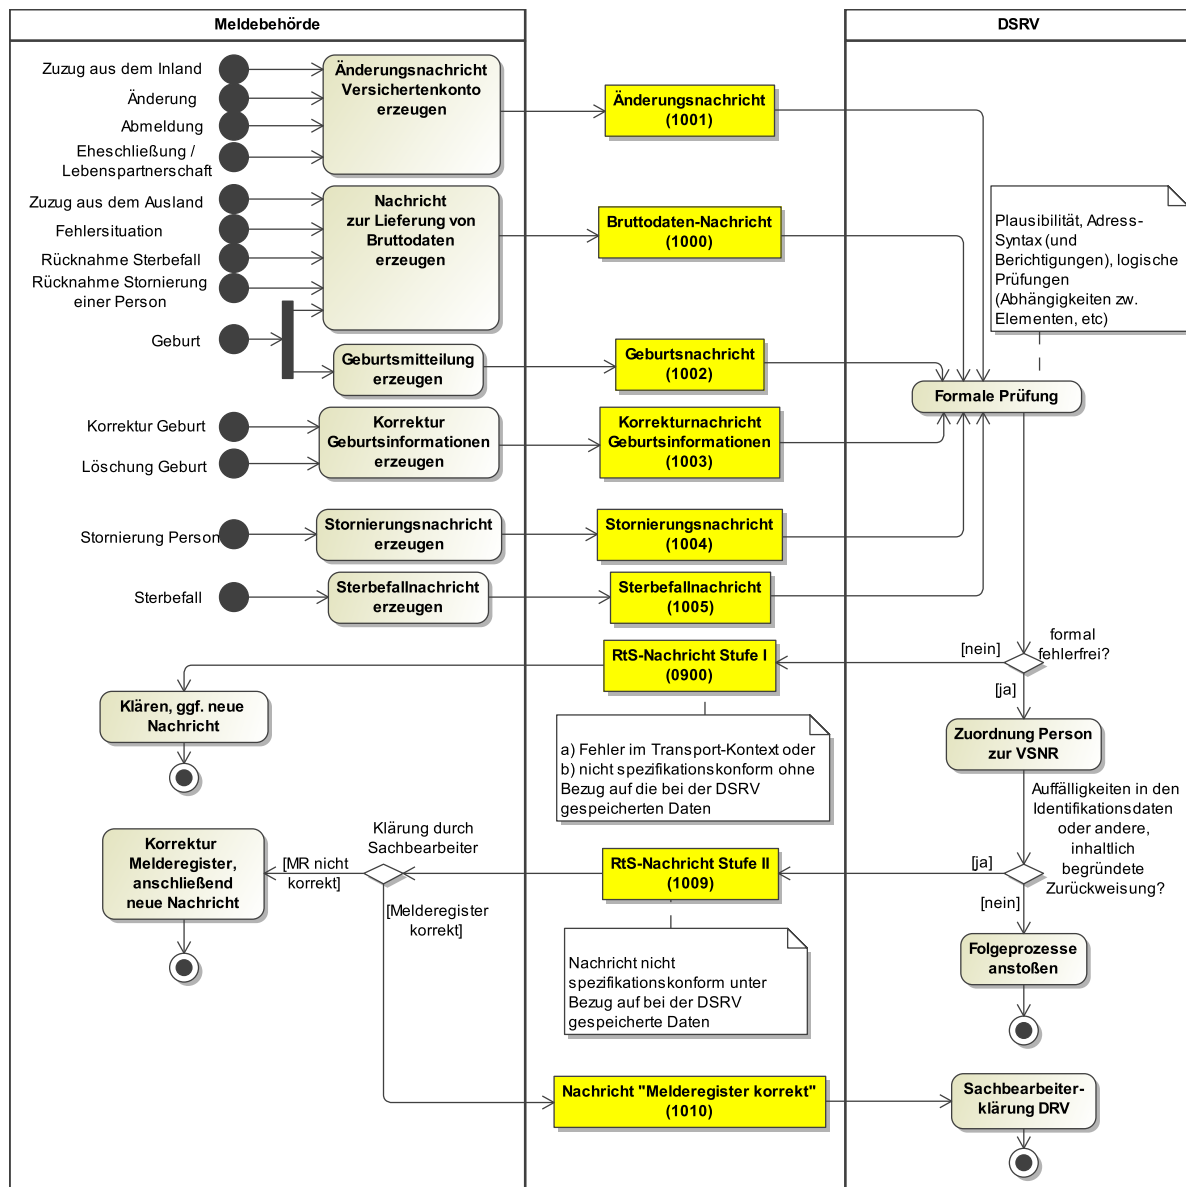 Meldebehörde
DSRV
Zuzug aus dem Inland
Änderung
Abmeldung
Eheschließung /
Lebenspartnerschaft
Änderungsnachricht
Versichertenkonto
erzeugen
Änderungsnachricht
(1001)
Zuzug aus dem Ausland
Fehlersituation
Rücknahme Sterbefall
Rücknahme Stornierung
einer Person
Geburt
Nachricht
zur Lieferung von
Bruttodaten
erzeugen
Bruttodaten-Nachricht
(1000)
Plausibilität, Adress-
Syntax (und
Berichtigungen), logische
Prüfungen
(Abhängigkeiten zw.
Elementen, etc)
Geburtsmitteilung
erzeugen
Geburtsnachricht
(1002)
Formale Prüfung
Korrektur Geburt
Löschung Geburt
Korrektur
Geburtsinformationen
erzeugen
Korrekturnachricht
Geburtsinformationen
(1003)
Stornierung Person
Stornierungsnachricht
erzeugen
Stornierungsnachricht
(1004)
Sterbefall
Sterbefallnachricht
erzeugen
Sterbefallnachricht
(1005)
RtS-Nachricht Stufe I
(0900)
[nein]
formal
fehlerfrei?
[ja]
Klären, ggf. neue
Nachricht
a) Fehler im Transport-Kontext oder
b) nicht spezifikationskonform ohne
Bezug auf die bei der DSRV
gespeicherten Daten
Zuordnung Person
zur VSNR
Auffälligkeiten in den
Identifikationsdaten
oder andere,
inhaltlich
begründete
Zurückweisung?
Korrektur
Melderegister,
anschließend
neue Nachricht
[MR nicht
korrekt]
Klärung durch
Sachbearbeiter
[Melderegister
korrekt]
RtS-Nachricht Stufe II
(1009)
[ja]
[nein]
Nachricht nicht
spezifikationskonform unter
Bezug auf bei der DSRV
gespeicherte Daten
Folgeprozesse
anstoßen
Nachricht "Melderegister korrekt"
(1010)
Sachbearbeiter-
klärung DRV